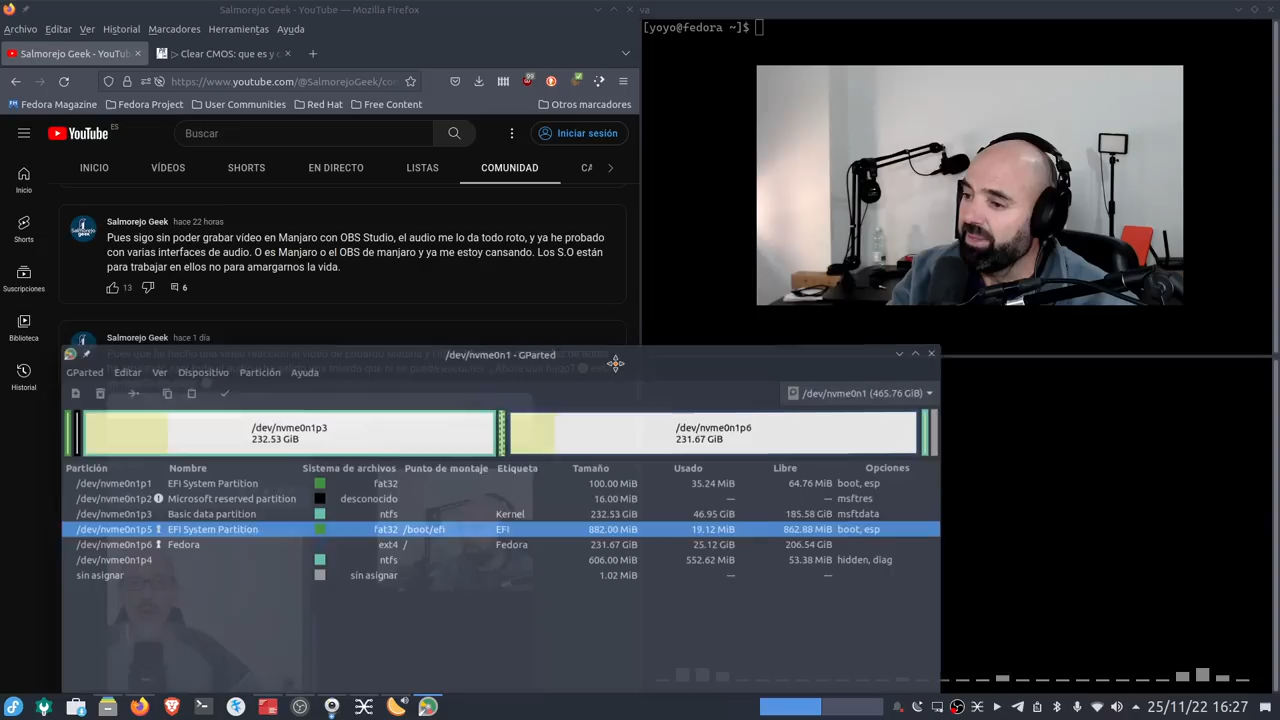 Salmorejo Geek - YouTube — Mozilla Firefox
Archivo Editar Ver Historial Marcadores Herramientas Ayuda
Salmorejo Geek - YouTub
▷ Clear CMOS: que es y c
https://www.youtube.com/@SalmorejoGeek/co
Fedora Magazine Fedora Project User Communities Red Hat Free Content Otros marcadores
YouTube ES
Buscar
Iniciar sesión
INICIO VÍDEOS SHORTS EN DIRECTO LISTAS COMUNIDAD CA
Inicio
Shorts
Suscripciones
Biblioteca
Historial
Salmorejo Geek hace 22 horas
Pues sigo sin poder grabar vídeo en Manjaro con OBS Studio, el audio me lo da todo roto, y ya he probado
con varias interfaces de audio. O es Manjaro o el OBS de manjaro y ya me estoy cansando. Los S.O están
para trabajar en ellos no para amargarnos la vida.
13 6
Salmorejo Geek hace 1 día
va
[yoyo@fedora ~]$
/dev/nvme0n1 - GParted
GParted Editar Ver Dispositivo Partición Ayuda
/dev/nvme0n1 (465.76 GiB)
/dev/nvme0n1p3
232.53 GiB
/dev/nvme0n1p6
231.67 GiB
Partición Nombre Sistema de archivos Punto de montaje Etiqueta Tamaño Usado Libre Opciones
/dev/nvme0n1p1 EFI System Partition fat32 100.00 MiB 35.24 MiB 64.76 MiB boot, esp
/dev/nvme0n1p2 Microsoft reserved partition desconocido 16.00 MiB — — msftres
/dev/nvme0n1p3 Basic data partition ntfs Kernel 232.53 GiB 46.95 GiB 185.58 GiB msftdata
/dev/nvme0n1p5 EFI System Partition fat32 /boot/efi EFI 882.00 MiB 19.12 MiB 862.88 MiB boot, esp
/dev/nvme0n1p6 Fedora ext4 / Fedora 231.67 GiB 25.12 GiB 206.54 GiB
/dev/nvme0n1p4 ntfs 606.00 MiB 552.62 MiB 53.38 MiB hidden, diag
sin asignar sin asignar 1.02 MiB — —
25/11/22 16:27